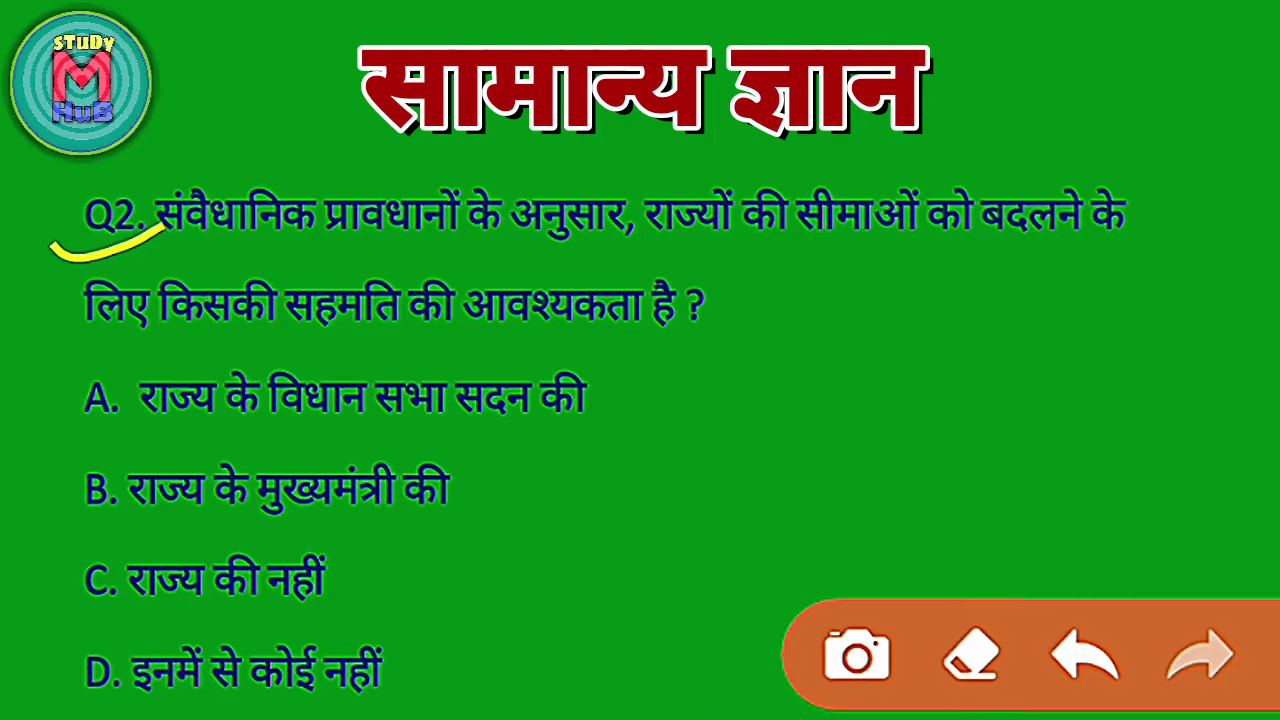 STUDY
M
HUB
सामान्य ज्ञान
Q2. संवैधानिक प्रावधानों के अनुसार, राज्यों की सीमाओं को बदलने के
लिए किसकी सहमति की आवश्यकता है ?
A. राज्य के विधान सभा सदन की
B. राज्य के मुख्यमंत्री की
C. राज्य की नहीं
D. इनमें से कोई नहीं